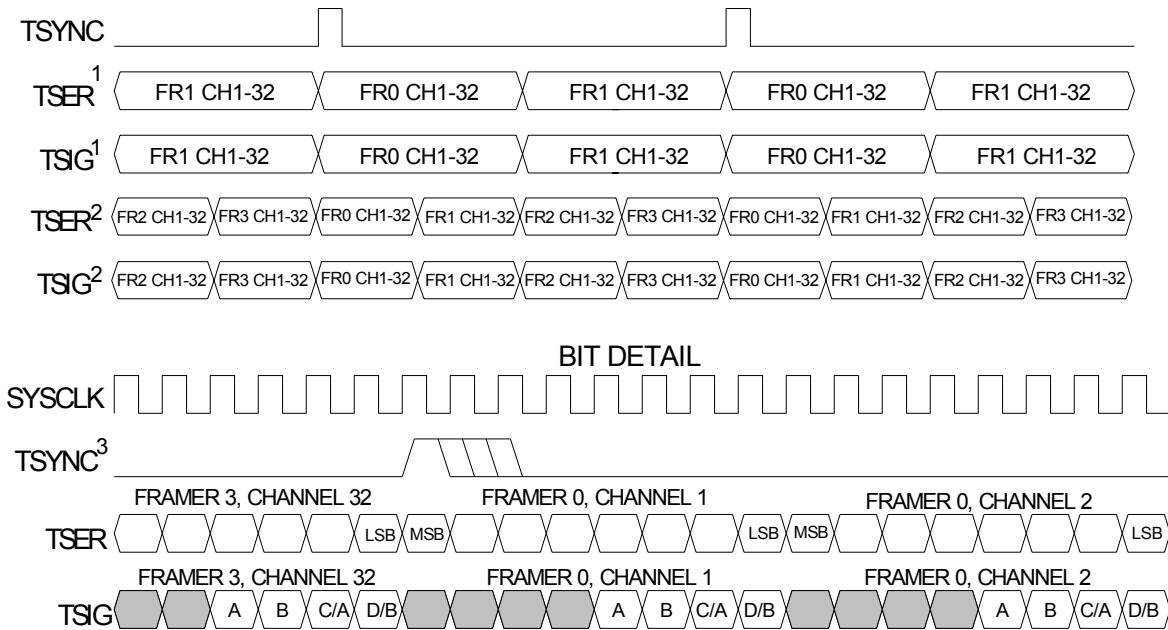 TSYNC
TSER1 FR1 CH1-32 FR0 CH1-32 FR1 CH1-32 FR0 CH1-32 FR1 CH1-32
TSIG1 FR1 CH1-32 FR0 CH1-32 FR1 CH1-32 FR0 CH1-32 FR1 CH1-32
TSER2 FR2 CH1-32 FR3 CH1-32 FR0 CH1-32 FR1 CH1-32 FR2 CH1-32 FR3 CH1-32 FR0 CH1-32 FR1 CH1-32 FR2 CH1-32 FR3 CH1-32
TSIG2 FR2 CH1-32 FR3 CH1-32 FR0 CH1-32 FR1 CH1-32 FR2 CH1-32 FR3 CH1-32 FR0 CH1-32 FR1 CH1-32 FR2 CH1-32 FR3 CH1-32
BIT DETAIL
SYSCLK
TSYNC3
FRAMER 3, CHANNEL 32 FRAMER 0, CHANNEL 1 FRAMER 0, CHANNEL 2
TSER LSB MSB LSB MSB LSB
FRAMER 3, CHANNEL 32 FRAMER 0, CHANNEL 1 FRAMER 0, CHANNEL 2
TSIG A B C/A D/B A B C/A D/B A B C/A D/B